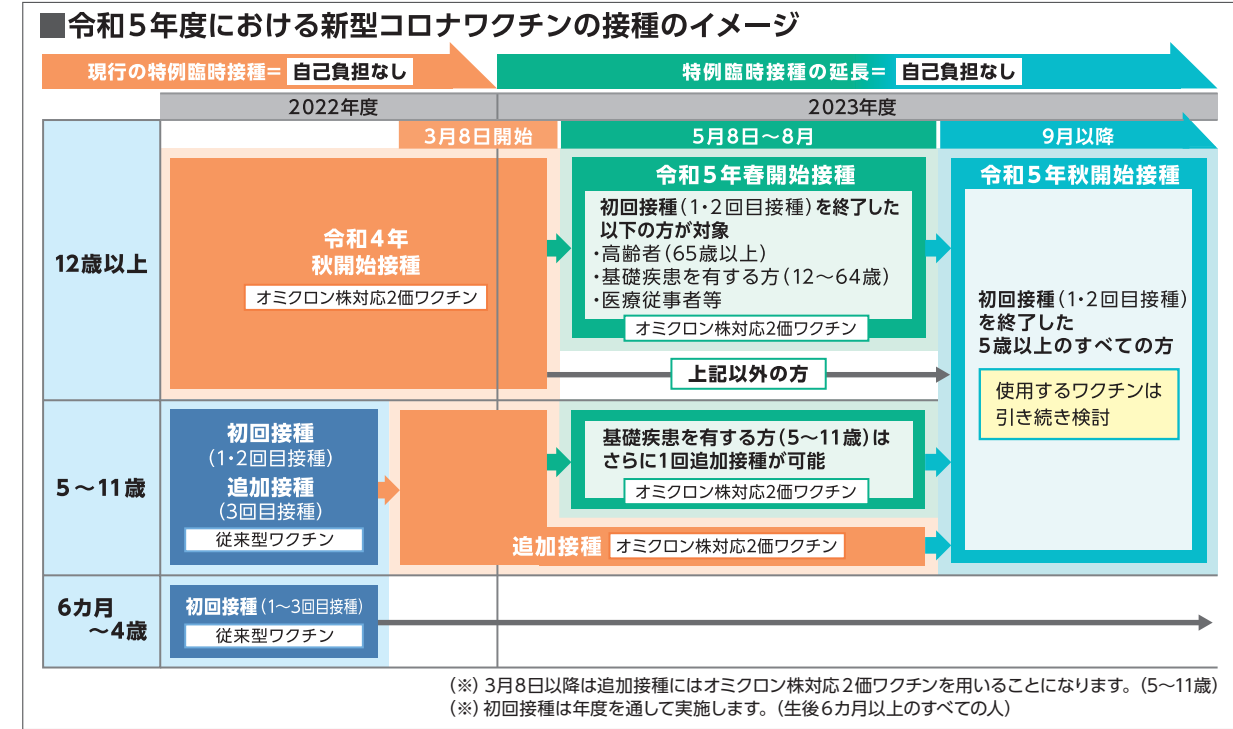 ■令和5年度における新型コロナワクチンの接種のイメージ
現行の特例臨時接種= 自己負担なし
特例臨時接種の延長= 自己負担なし
2022年度
2023年度
3月8日開始
5月8日～8月
9月以降
12歳以上
令和4年
秋開始接種
オミクロン株対応2価ワクチン
令和5年春開始接種
初回接種(1・2回目接種)を終了した
以下の方が対象
・高齢者(65歳以上)
・基礎疾患を有する方(12～64歳)
・医療従事者等
オミクロン株対応2価ワクチン
上記以外の方
令和5年秋開始接種
初回接種(1・2回目接種)
を終了した
5歳以上のすべての方
使用するワクチンは
引き続き検討
5～11歳
初回接種
(1・2回目接種)
追加接種
(3回目接種)
従来型ワクチン
基礎疾患を有する方(5～11歳)は
さらに1回追加接種が可能
オミクロン株対応2価ワクチン
追加接種 オミクロン株対応2価ワクチン
6カ月
～4歳
初回接種(1～3回目接種)
従来型ワクチン
(※)3月8日以降は追加接種にはオミクロン株対応2価ワクチンを用いることになります。(5～11歳)
(※)初回接種は年度を通して実施します。(生後6カ月以上のすべての人)